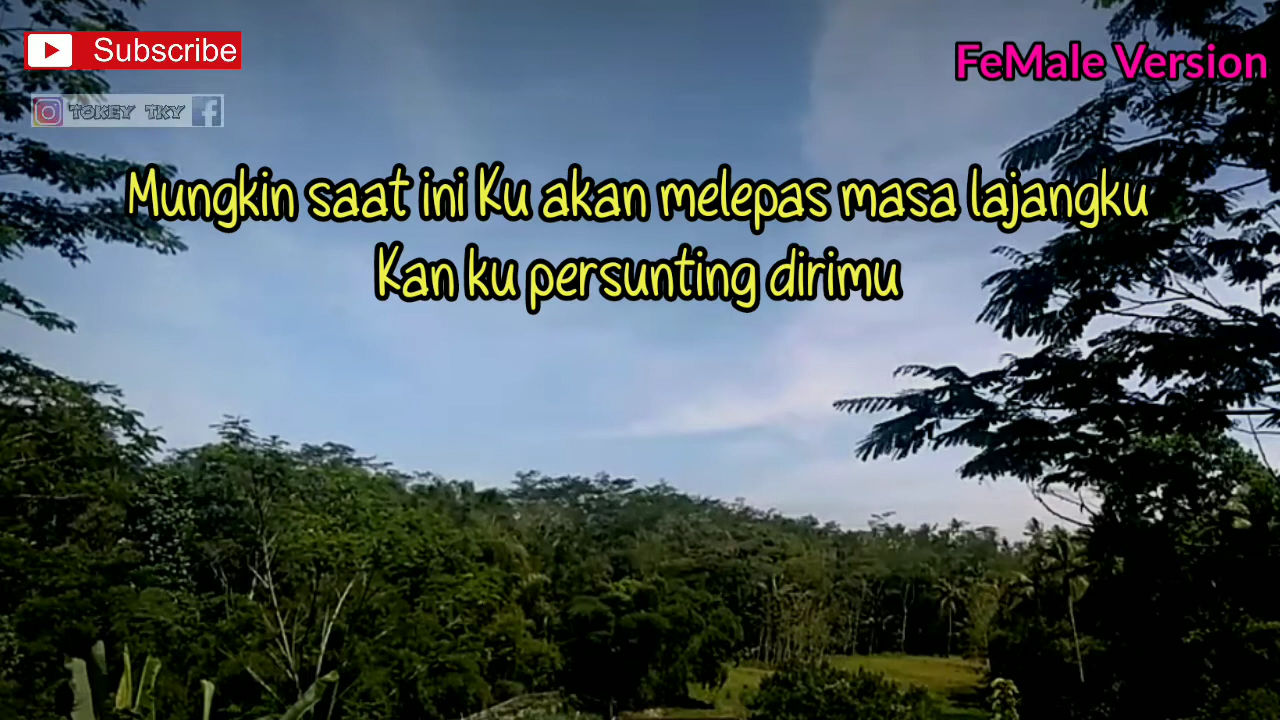 Subscribe
FeMale Version
TOKEY TKY
Mungkin saat ini Ku akan melepas masa lajangku
Kan ku persunting dirimu